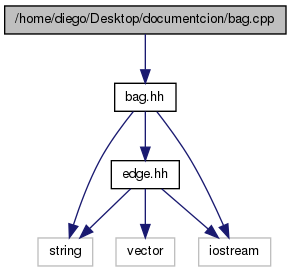 /home/diego/Desktop/documentcion/bag.cpp
bag.hh
edge.hh
string
vector
iostream